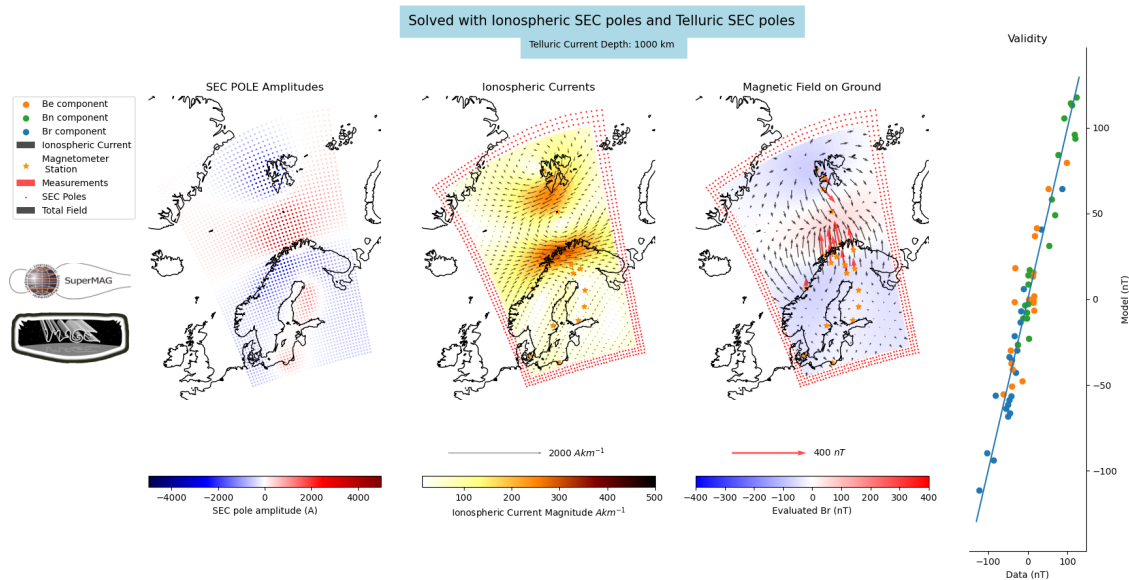 Solved with Ionospheric SEC poles and Telluric SEC poles
Telluric Current Depth: 1000 km
Validity
SEC POLE Amplitudes
Ionospheric Currents
Magnetic Field on Ground
Be component
Bn component
Br component
Ionospheric Current
Magnetometer
Station
Measurements
SEC Poles
Total Field
SuperMAG
2000 Akm⁻¹
400 nT
−4000 −2000 0 2000 4000
SEC pole amplitude (A)
100 200 300 400 500
Ionospheric Current Magnitude Akm⁻¹
−400 −300 −200 −100 0 100 200 300 400
Evaluated Br (nT)
100
50
0
−50
−100
Model (nT)
−100 0 100
Data (nT)